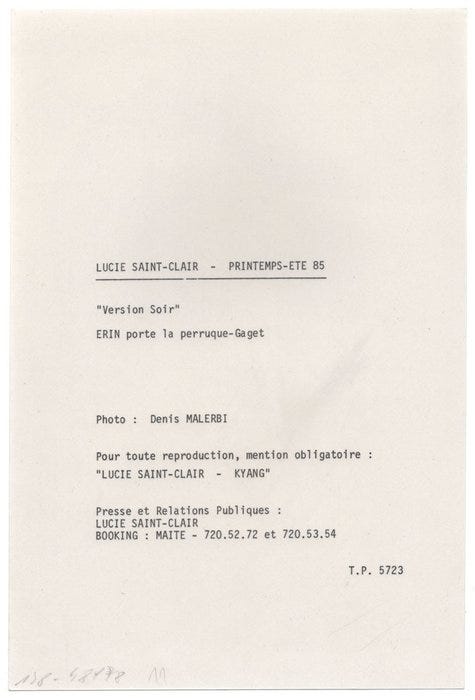 LUCIE SAINT-CLAIR - PRINTEMPS-ETE 85
"Version Soir"
ERIN porte la perruque-Gaget
Photo : Denis MALERBI
Pour toute reproduction, mention obligatoire :
"LUCIE SAINT-CLAIR - KYANG"
Presse et Relations Publiques :
LUCIE SAINT-CLAIR
BOOKING : MAITE - 720.52.72 et 720.53.54
T.P. 5723